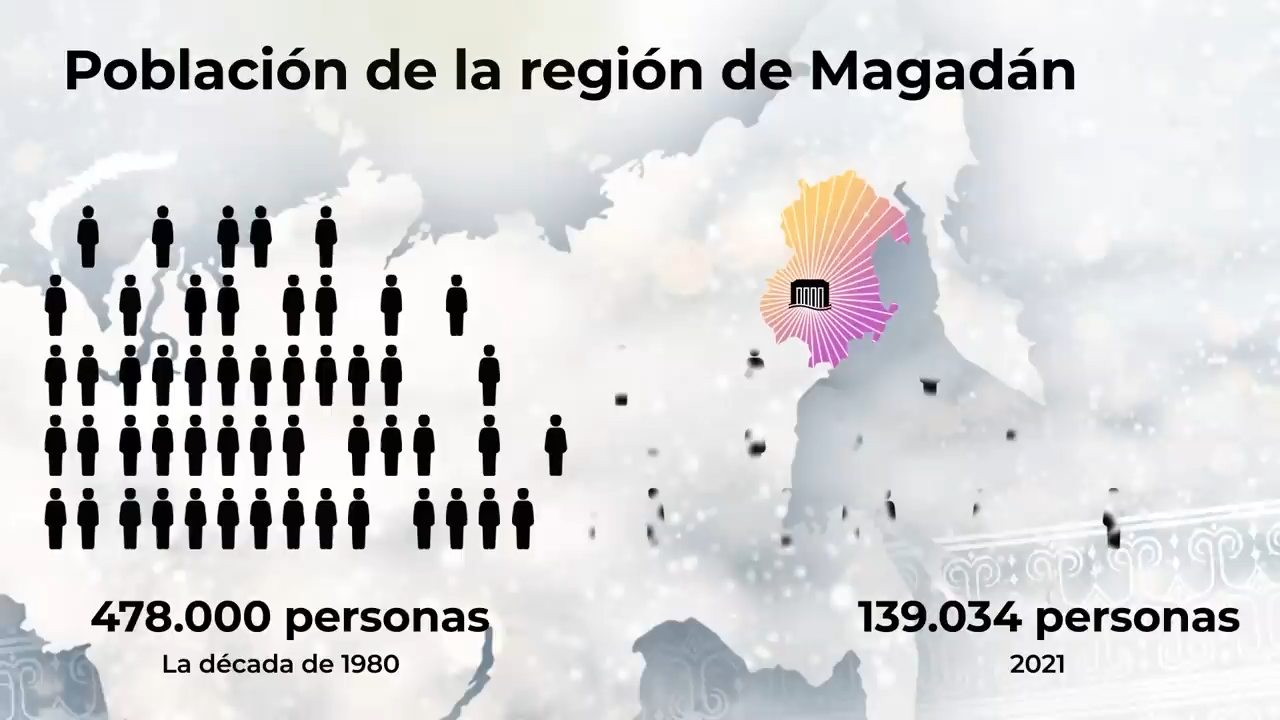 Población de la región de Magadán
478.000 personas
La década de 1980
139.034 personas
2021